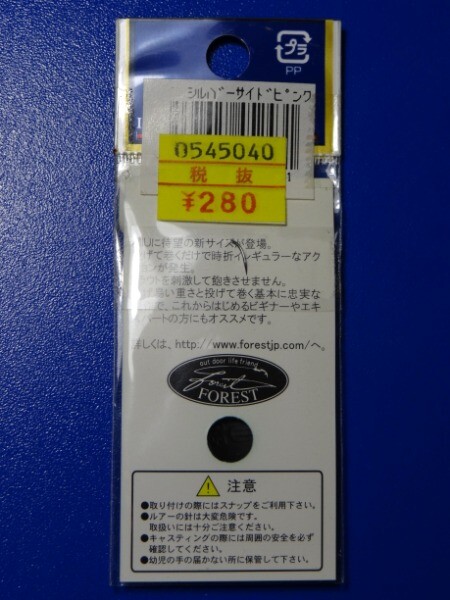 プラ
PP
シルバーサイドピンク
0545040
税抜
¥280
に待望の新サイズが登場。
げて巻くだけで時折イレギュラーなアク
ョンが発生。
クトを刺激して飽きさせません。
い重さと投げて巻く基本に忠実な
で、これからはじめるビギナーやエキ
パートの方にもオススメです。
しくは、http://www.forestjp.com/へ。
out door life friend
Forest
FOREST
注意
●取り付けの際にはスナップをご利用下さい。
●ルアーの針は大変危険です。
取扱いには十分ご注意ください。
●キャスティングの際には周囲の安全を必ず
確認してください。
●幼児の手の届かない所に保管して下さい。